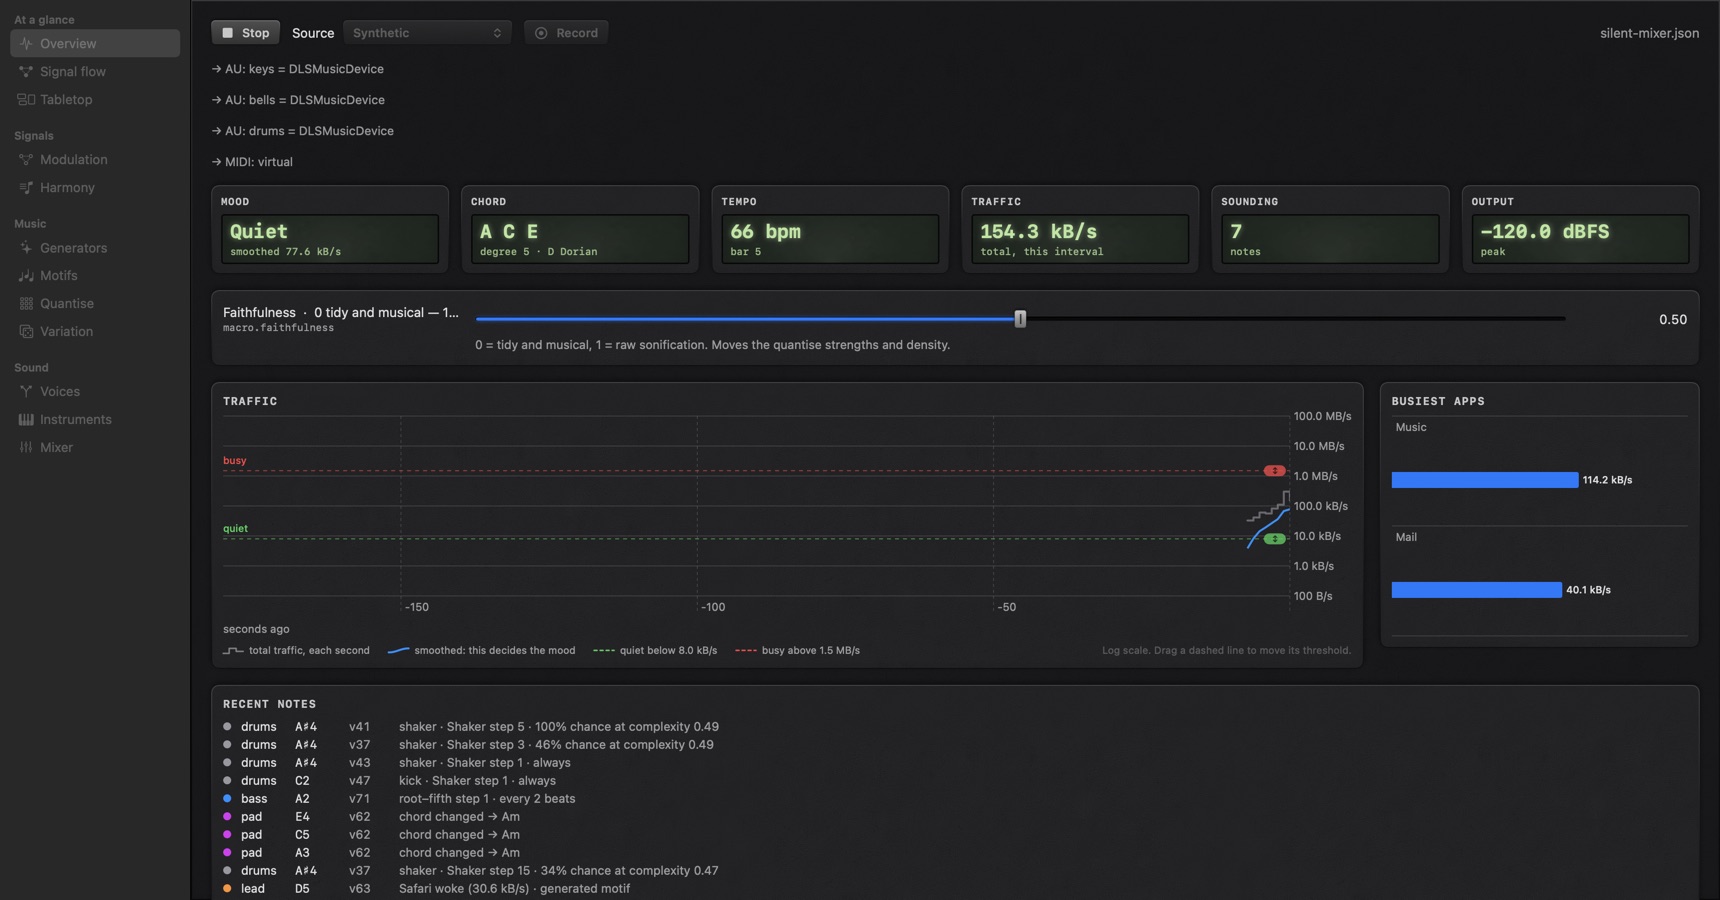 At a glance
Overview
Signal flow
Tabletop
Signals
Modulation
Harmony
Music
Generators
Motifs
Quantise
Variation
Sound
Voices
Instruments
Mixer
Stop Source Synthetic Record silent-mixer.json
→ AU: keys = DLSMusicDevice
→ AU: bells = DLSMusicDevice
→ AU: drums = DLSMusicDevice
→ MIDI: virtual
MOOD
Quiet
smoothed 77.6 kB/s
CHORD
A C E
degree 5 · D Dorian
TEMPO
66 bpm
bar 5
TRAFFIC
154.3 kB/s
total, this interval
SOUNDING
7
notes
OUTPUT
−120.0 dBFS
peak
Faithfulness · 0 tidy and musical — 1…
macro.faithfulness
0.50
0 = tidy and musical, 1 = raw sonification. Moves the quantise strengths and density.
TRAFFIC
100.0 MB/s
10.0 MB/s
busy
1.0 MB/s
100.0 kB/s
quiet
10.0 kB/s
1.0 kB/s
100 B/s
-150 -100 -50
seconds ago
total traffic, each second smoothed: this decides the mood quiet below 8.0 kB/s busy above 1.5 MB/s Log scale. Drag a dashed line to move its threshold.
BUSIEST APPS
Music
114.2 kB/s
Mail
40.1 kB/s
RECENT NOTES
drums A♯4 v41 shaker · Shaker step 5 · 100% chance at complexity 0.49
drums A♯4 v37 shaker · Shaker step 3 · 46% chance at complexity 0.49
drums A♯4 v43 shaker · Shaker step 1 · always
drums C2 v47 kick · Shaker step 1 · always
bass A2 v71 root–fifth step 1 · every 2 beats
pad E4 v62 chord changed → Am
pad C5 v62 chord changed → Am
pad A3 v62 chord changed → Am
drums A♯4 v37 shaker · Shaker step 15 · 34% chance at complexity 0.47
lead D5 v63 Safari woke (30.6 kB/s) · generated motif